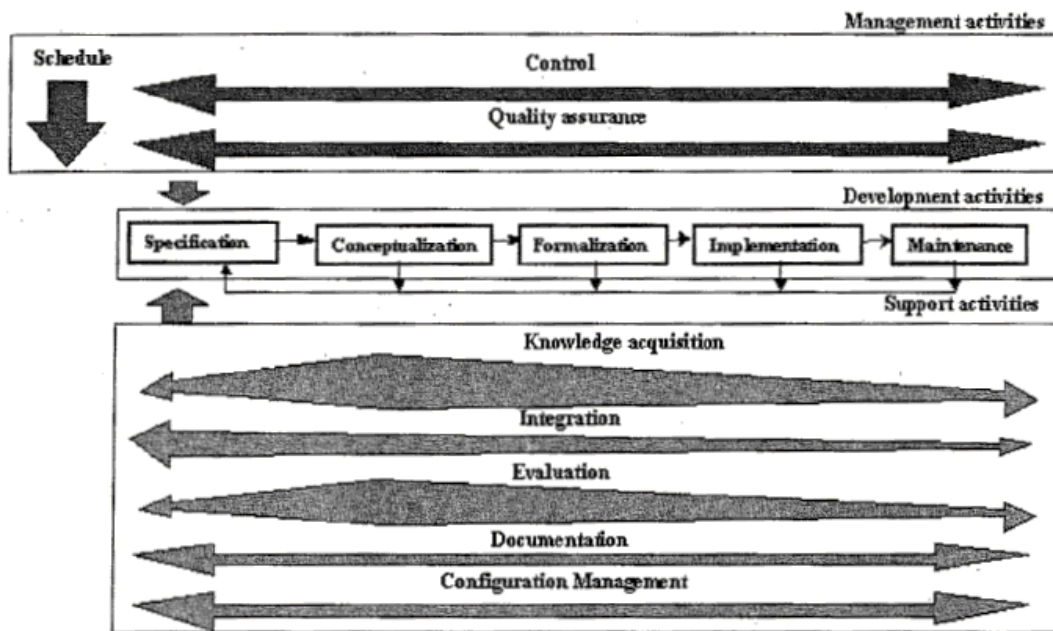 Management activities
Schedule
Control
Quality assurance
Development activities
Specification
Conceptualization
Formalization
Implementation
Maintenance
Support activities
Knowledge acquisition
Integration
Evaluation
Documentation
Configuration Management